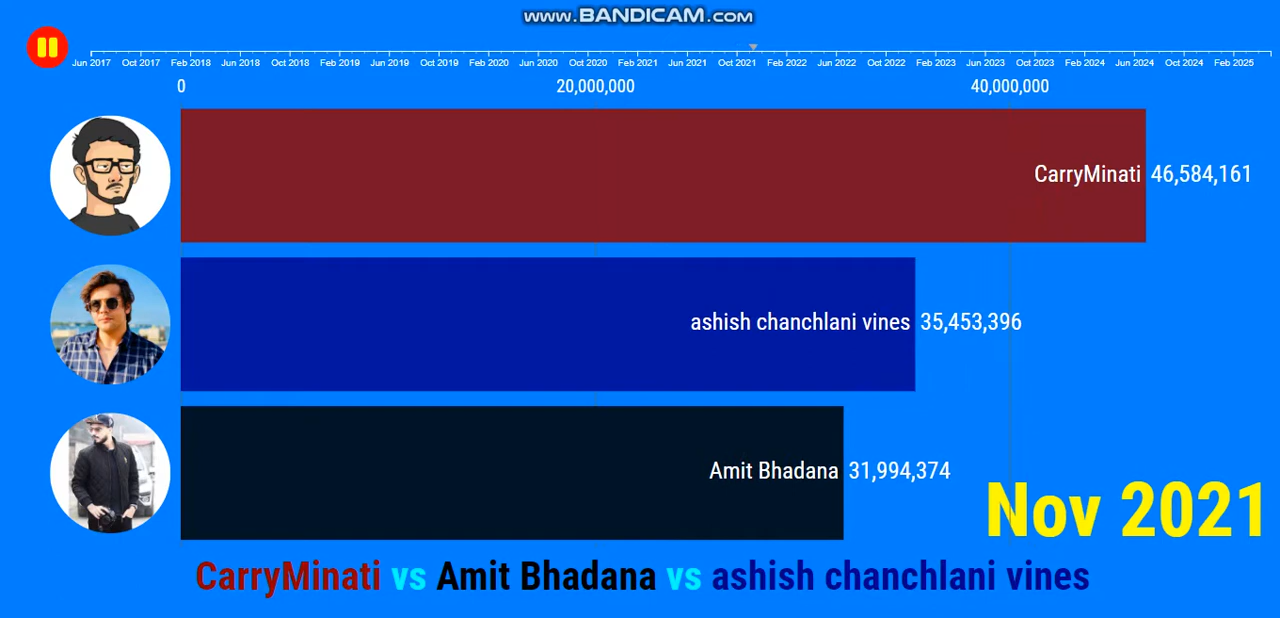 www.BANDICAM.com
Jun 2017 Oct 2017 Feb 2018 Jun 2018 Oct 2018 Feb 2019 Jun 2019 Oct 2019 Feb 2020 Jun 2020 Oct 2020 Feb 2021 Jun 2021 Oct 2021 Feb 2022 Jun 2022 Oct 2022 Feb 2023 Jun 2023 Oct 2023 Feb 2024 Jun 2024 Oct 2024 Feb 2025
0 20,000,000 40,000,000
CarryMinati 46,584,161
ashish chanchlani vines 35,453,396
Amit Bhadana 31,994,374
Nov 2021
CarryMinati vs Amit Bhadana vs ashish chanchlani vines